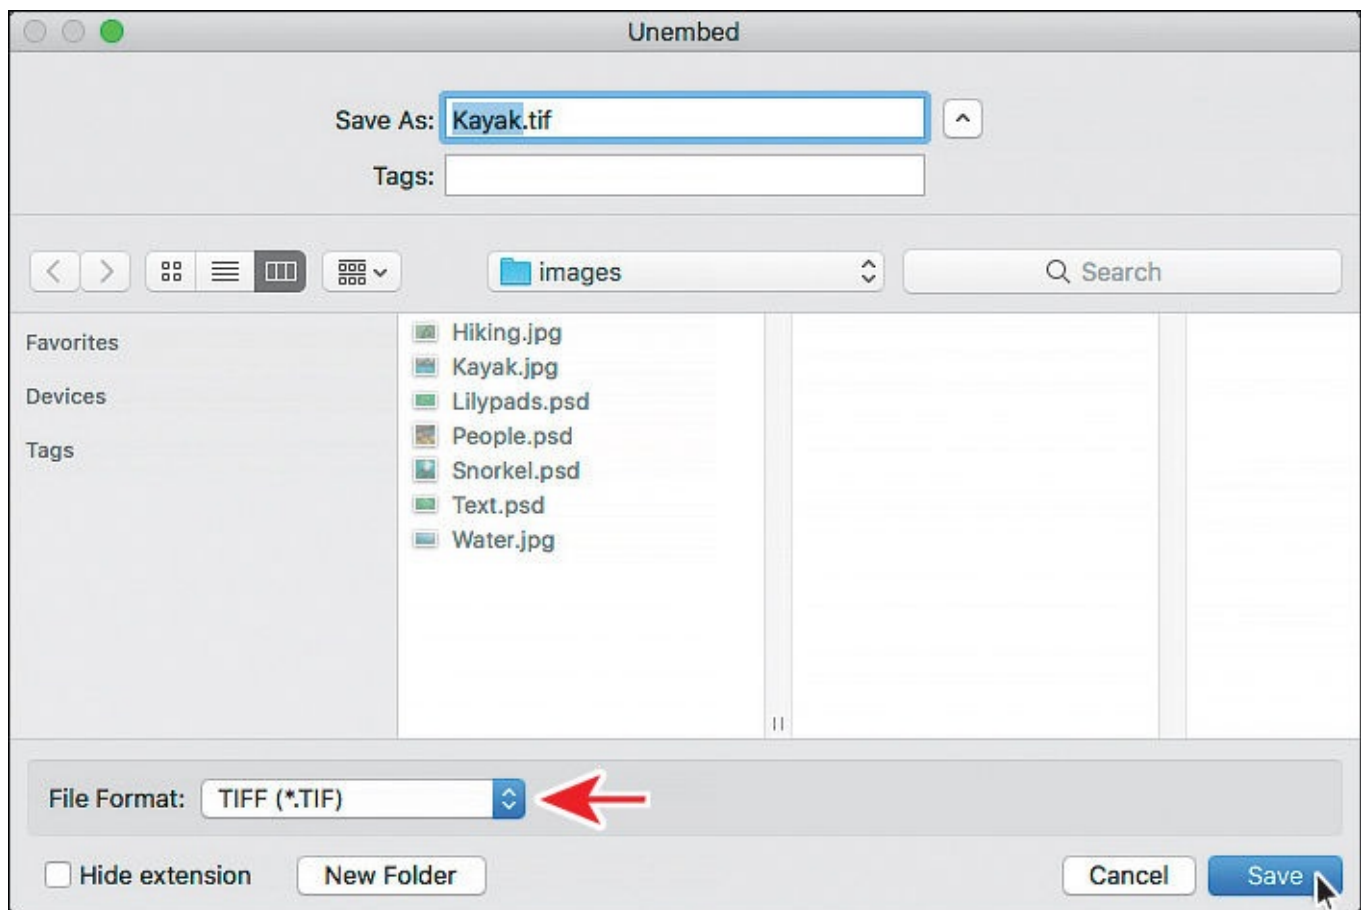 Unembed
Save As: Kayak.tif
Tags:
images
Search
Favorites
Devices
Tags
Hiking.jpg
Kayak.jpg
Lilypads.psd
People.psd
Snorkel.psd
Text.psd
Water.jpg
File Format: TIFF (*.TIF)
Hide extension New Folder Cancel Save